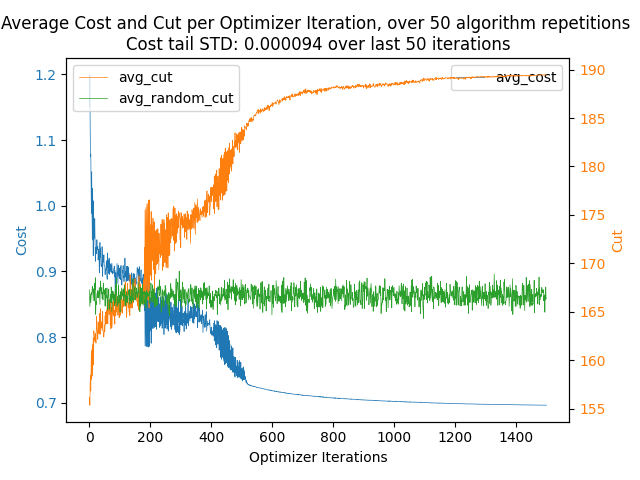 Average Cost and Cut per Optimizer Iteration, over 50 algorithm repetitions
Cost tail STD: 0.000094 over last 50 iterations
avg_cut
avg_random_cut
avg_cost
1.2
1.1
1.0
0.9
0.8
0.7
Cost
190
185
180
175
170
165
160
155
Cut
0 200 400 600 800 1000 1200 1400
Optimizer Iterations